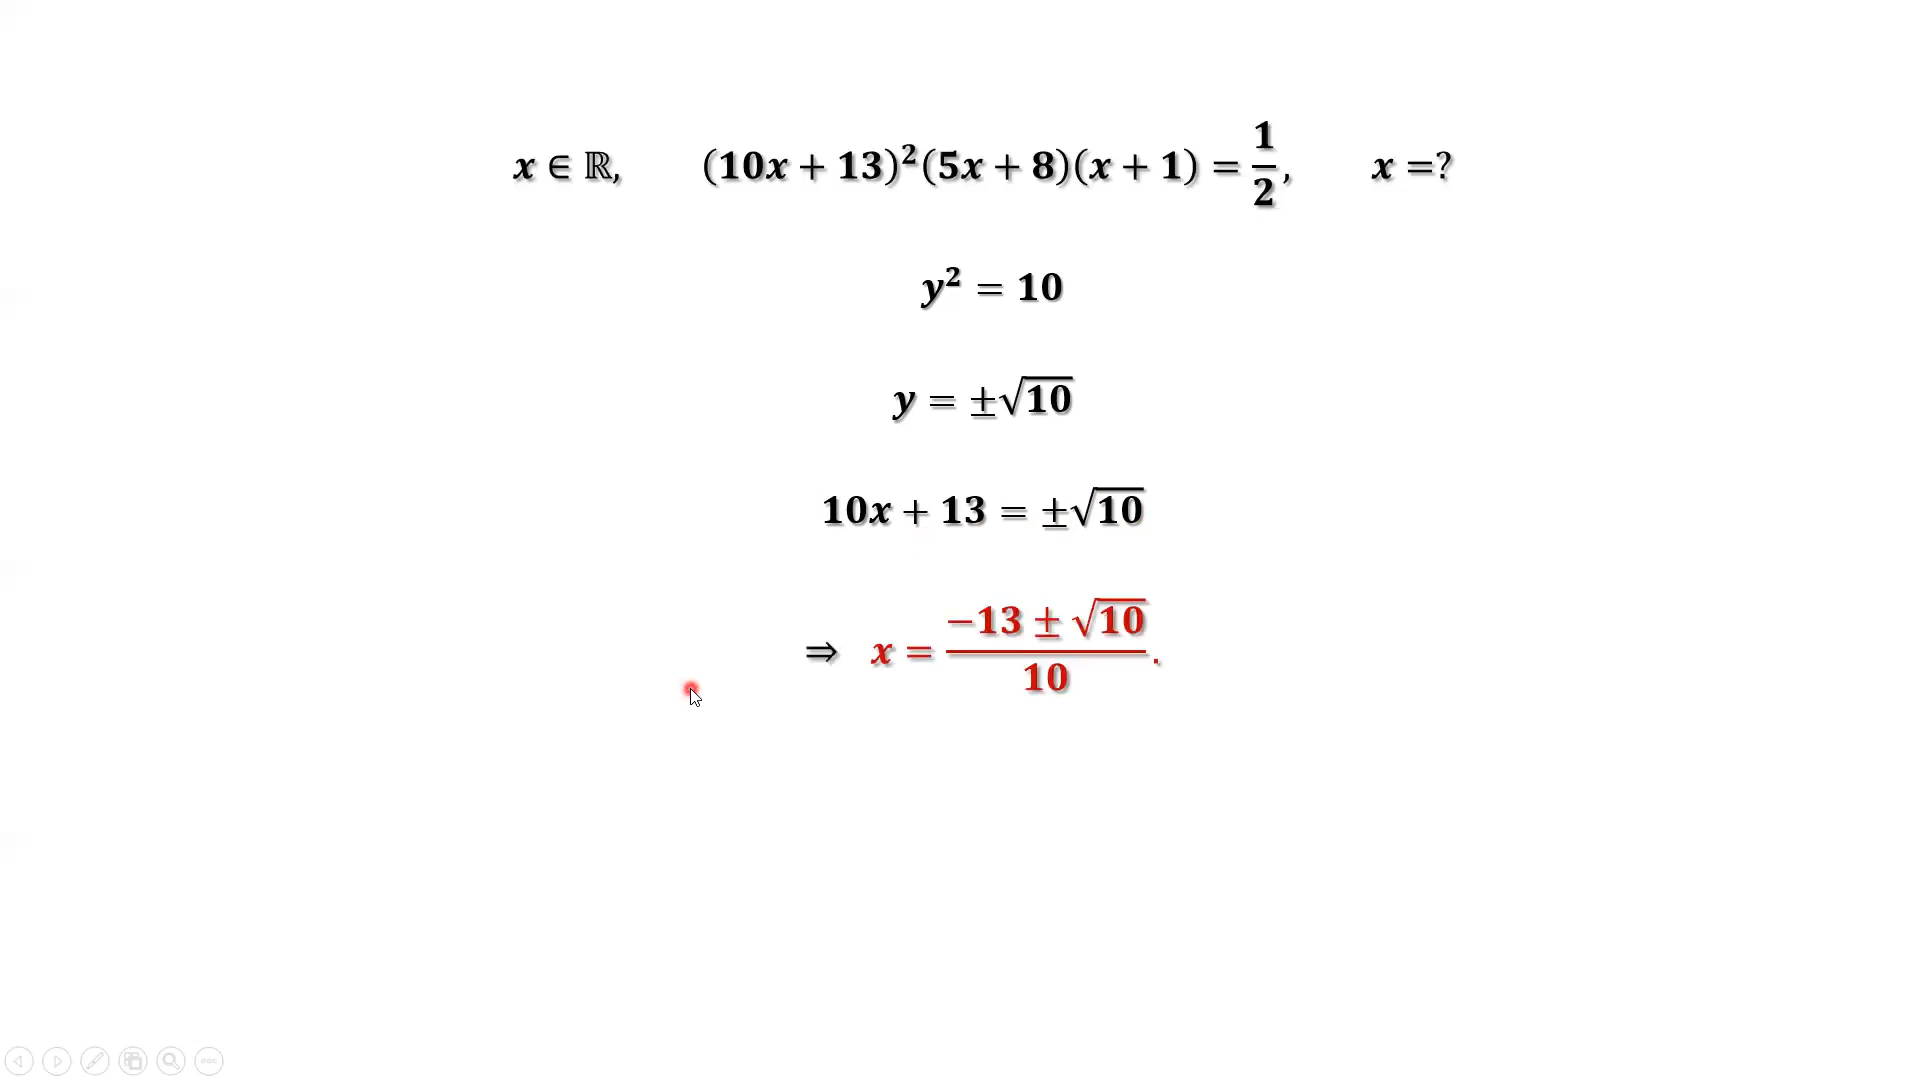 x ∈ ℝ, (10x + 13)²(5x + 8)(x + 1) = 1/2, x =?
y² = 10
y = ±√10
10x + 13 = ±√10
⇒ x = (−13 ± √10)/10.